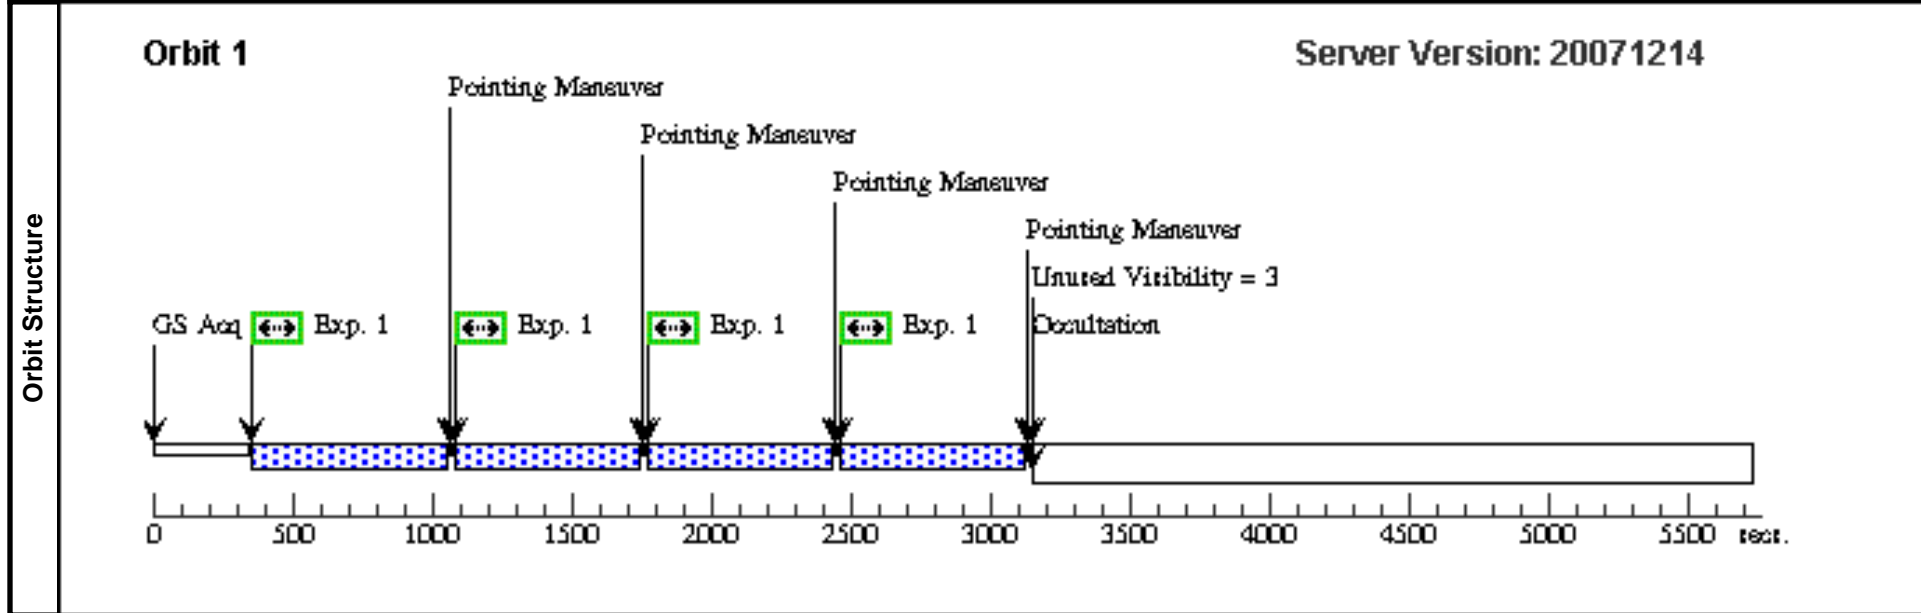 Orbit Structure
Orbit 1
Server Version: 20071214
Pointing Maneuver
Pointing Maneuver
Pointing Maneuver
Pointing Maneuver
Unused Visibility = 3
GS Acq
Exp. 1
Exp. 1
Exp. 1
Exp. 1
Occultation
0 500 1000 1500 2000 2500 3000 3500 4000 4500 5000 5500 secs.